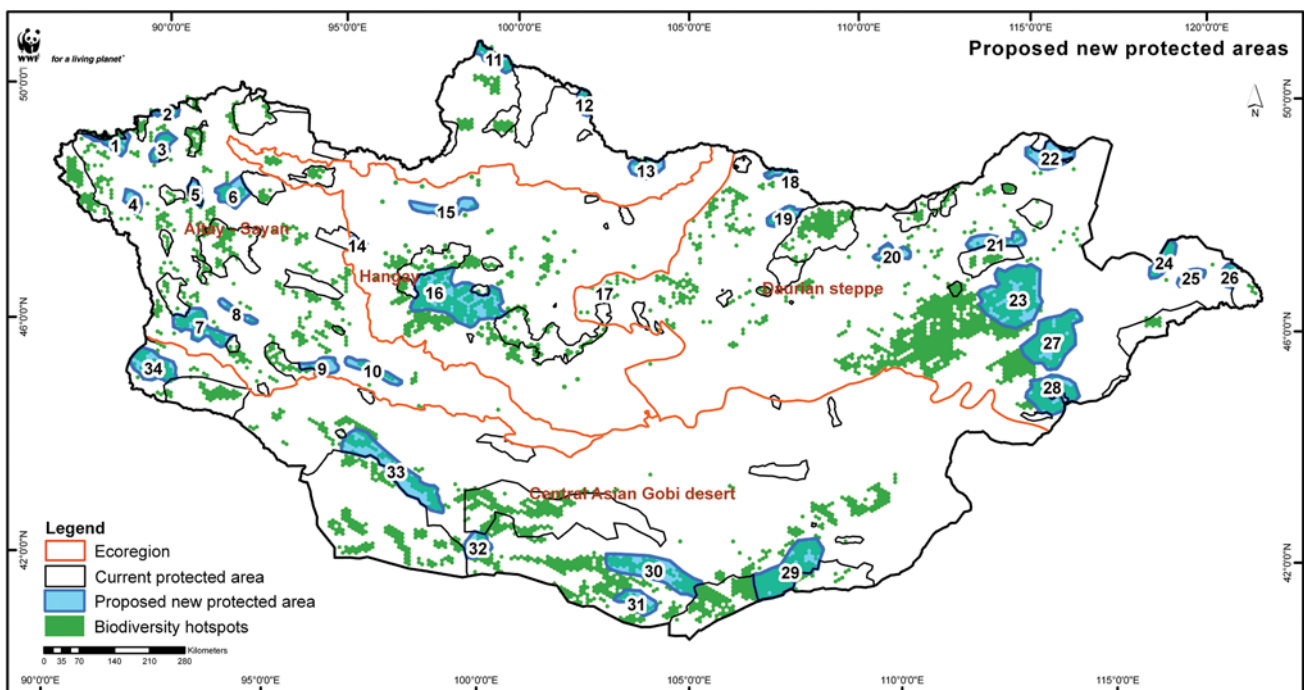 90°0'0"E 95°0'0"E 100°0'0"E 105°0'0"E 110°0'0"E 115°0'0"E 120°0'0"E
WWF for a living planet®
Proposed new protected areas
50°0'0"N 50°0'0"N
N
11
12
2
1
3
13
22
18
5
6
4
15
19
Altay - Sayan
14
21
20
24
25
26
Hangay
16
17
Daurian steppe
23
46°0'0"N 46°0'0"N
8
7
27
34
9
10
28
33
Central Asian Gobi desert
32
30
29
31
42°0'0"N 42°0'0"N
Legend
Ecoregion
Current protected area
Proposed new protected area
Biodiversity hotspots
Kilometers
0 35 70 140 210 280
90°0'0"E 95°0'0"E 100°0'0"E 105°0'0"E 110°0'0"E 115°0'0"E